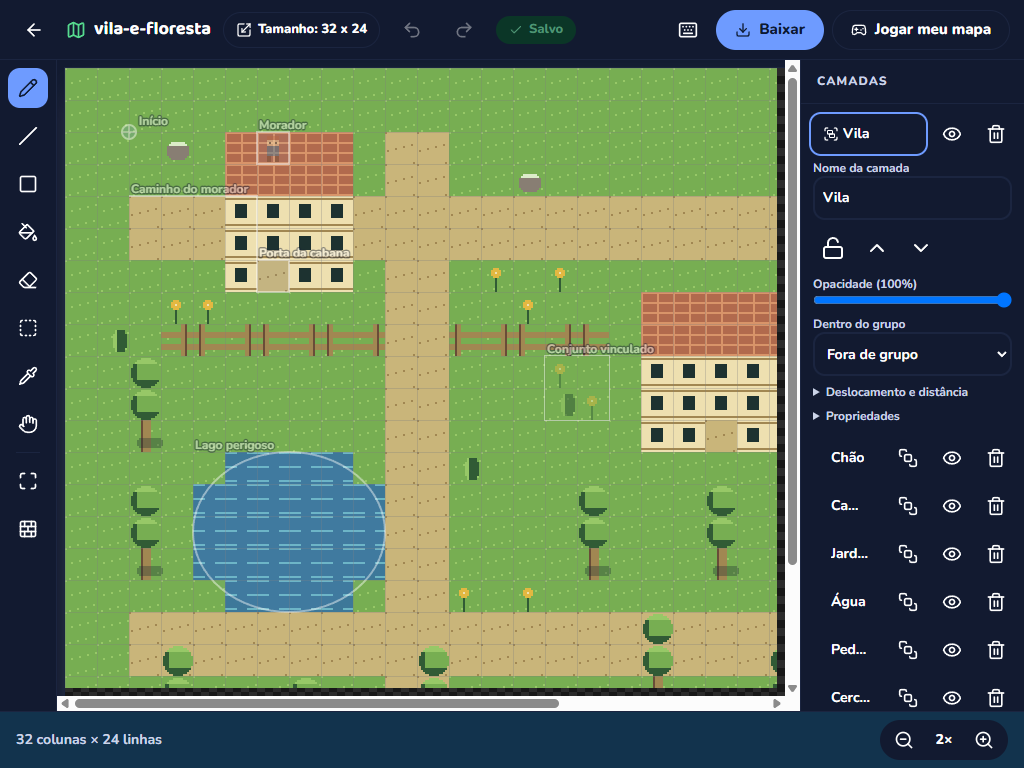 vila-e-floresta
Tamanho: 32 x 24
Salvo
Baixar
Jogar meu mapa
CAMADAS
Vila
Nome da camada
Vila
Opacidade (100%)
Dentro do grupo
Fora de grupo
Deslocamento e distância
Propriedades
Chão
Ca...
Jard...
Água
Ped...
Cerc...
Início
Morador
Caminho do morador
Porta da cabana
Conjunto vinculado
Lago perigoso
32 colunas × 24 linhas
2×